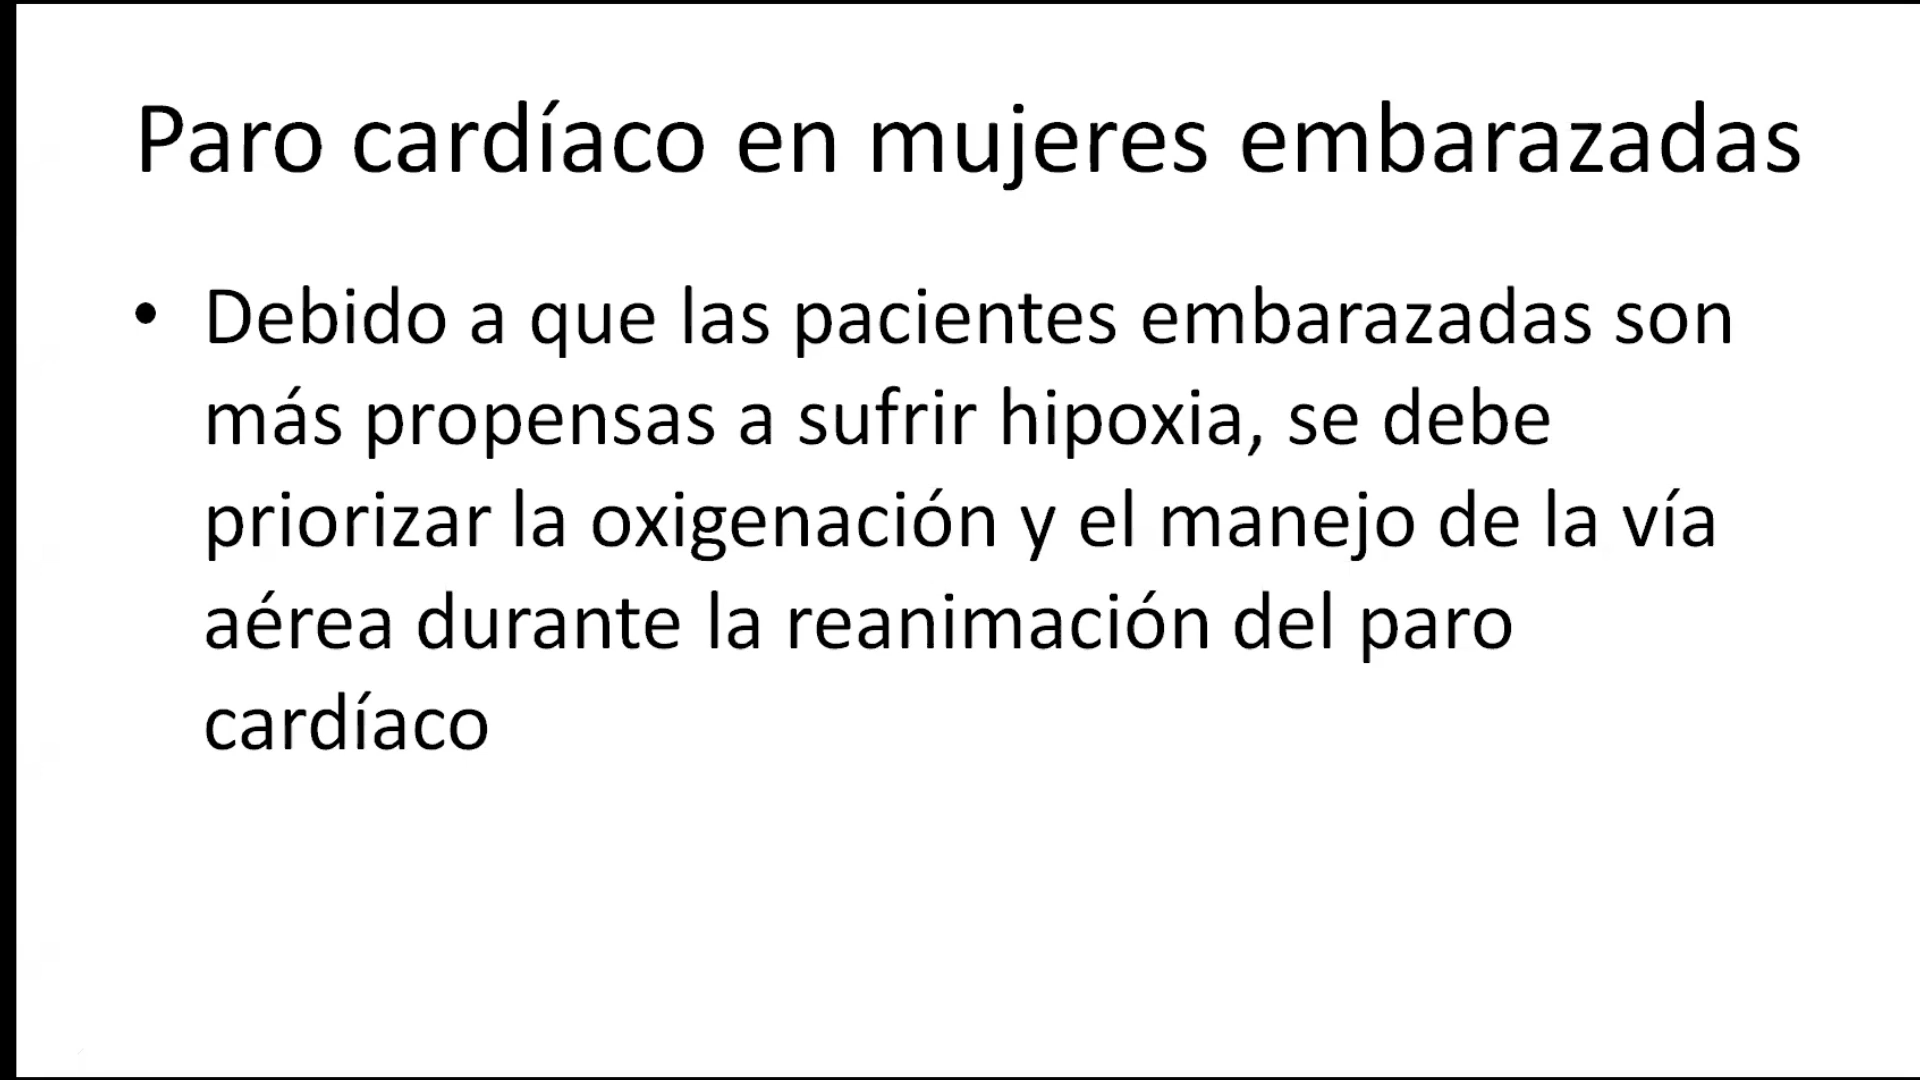 Paro cardíaco en mujeres embarazadas
• Debido a que las pacientes embarazadas son
más propensas a sufrir hipoxia, se debe
priorizar la oxigenación y el manejo de la vía
aérea durante la reanimación del paro
cardíaco